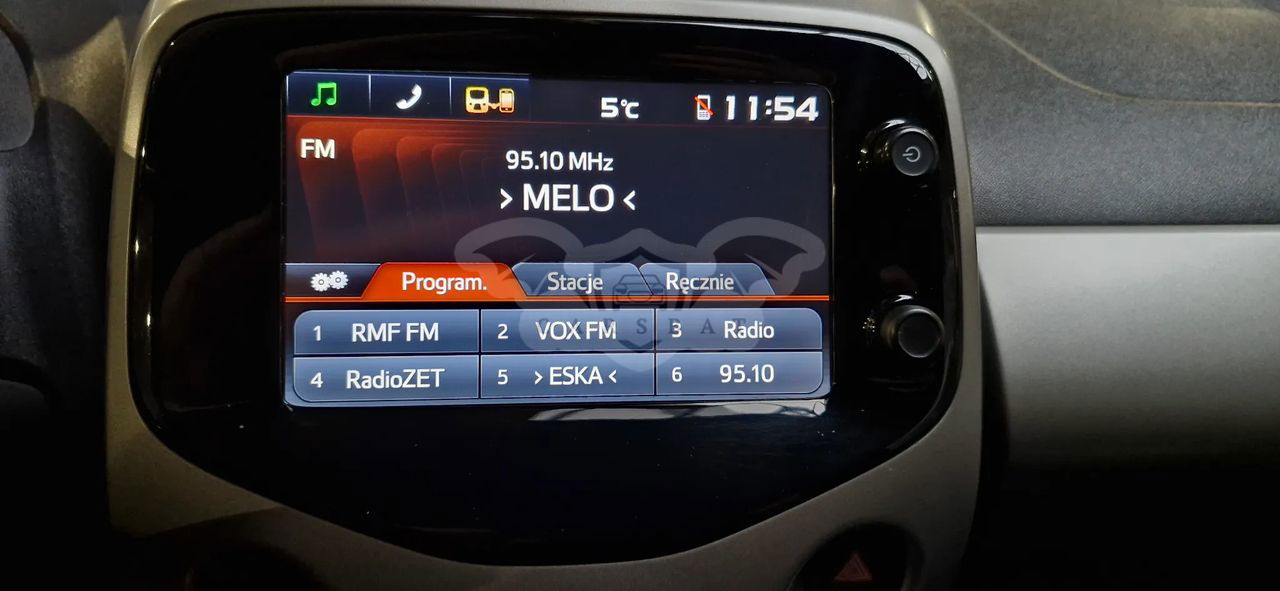 5°C 11:54
FM
95.10 MHz
> MELO <
Program. Stacje Ręcznie
1 RMF FM 2 VOX FM 3 Radio
4 RadioZET 5 > ESKA < 6 95.10
CARSBAT